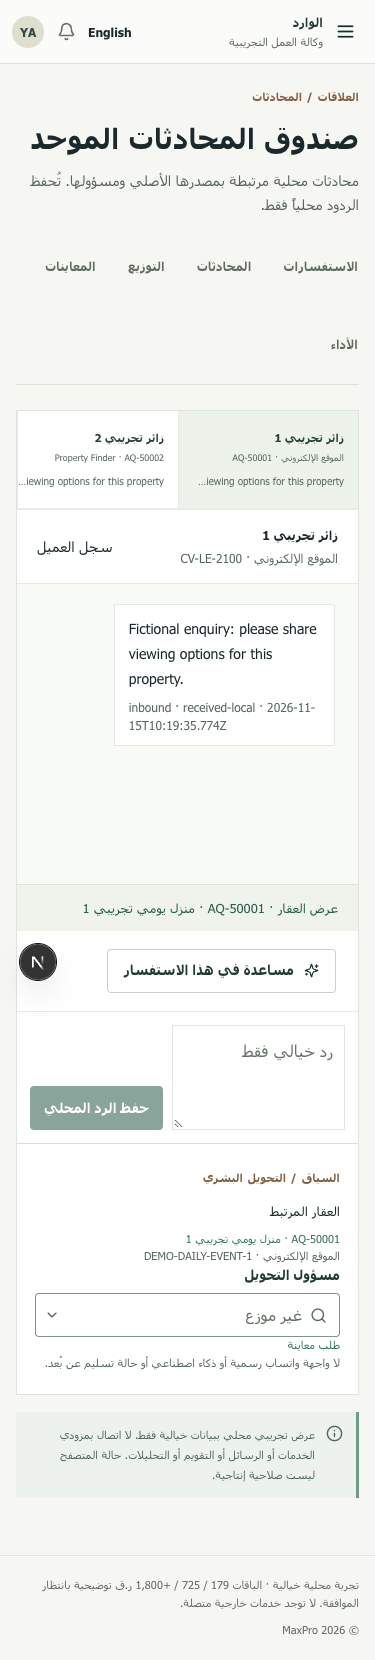 الوارد
وكالة العمل التجريبية
English
YA
العلاقات / المحادثات
صندوق المحادثات الموحد
محادثات محلية مرتبطة بمصدرها الأصلي ومسؤولها. تُحفظ
الردود محلياً فقط.
الاستفسارات
المحادثات
التوزيع
المعاينات
الأداء
زائر تجريبي 1
الموقع الإلكتروني · AQ-50001
...iewing options for this property
زائر تجريبي 2
Property Finder · AQ-50002
...iewing options for this property
زائر تجريبي 1
الموقع الإلكتروني · CV-LE-2100
سجل العميل
Fictional enquiry: please share
viewing options for this
property.
inbound · received-local · 2026-11-
15T10:19:35.774Z
عرض العقار · AQ-50001 · منزل يومي تجريبي 1
مساعدة في هذا الاستفسار
N
رد خيالي فقط
حفظ الرد المحلي
السياق / التحويل البشري
العقار المرتبط
AQ-50001 · منزل يومي تجريبي 1
الموقع الإلكتروني · DEMO-DAILY-EVENT-1
مسؤول التحويل
غير موزع
طلب معاينة
لا واجهة واتساب رسمية أو ذكاء اصطناعي أو حالة تسليم عن بُعد.
عرض تجريبي محلي ببيانات خيالية فقط. لا اتصال بمزودي
الخدمات أو الرسائل أو التقويم أو التحليلات. حالة المتصفح
ليست صلاحية إنتاجية.
تجربة محلية خيالية · الباقات 179 / 725 / +1,800 ر.ق توضيحية بانتظار
الموافقة. لا توجد خدمات خارجية متصلة.
© 2026 MaxPro